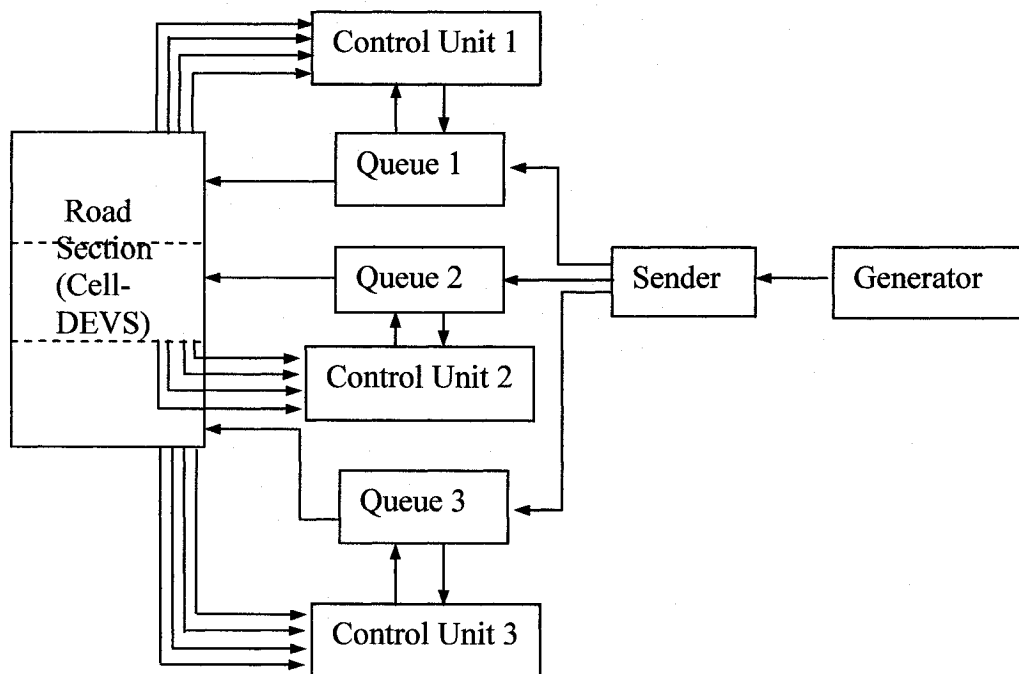 Control Unit 1
Queue 1
Road
Section
(Cell-
DEVS)
Queue 2
Sender
Generator
Control Unit 2
Queue 3
Control Unit 3